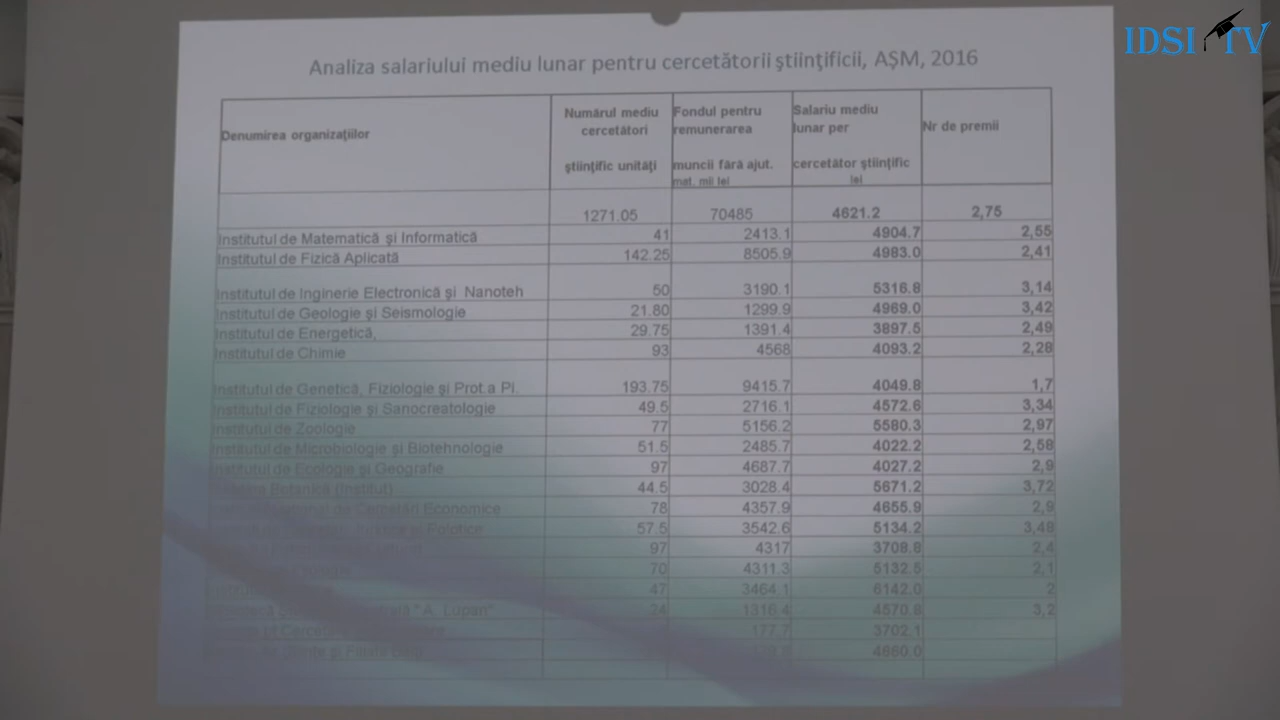 IDSI TV
Analiza salariului mediu lunar pentru cercetătorii ştiinţificii, AŞM, 2016
Denumirea organizaţiilor
Numărul mediu
cercetători
ştiinţific unităţi
Fondul pentru
remunerarea
muncii fără ajut.
mat. mii lei
Salariu mediu
lunar per
cercetător ştiinţific
lei
Nr de premii
1271.05 70485 4621.2 2,75
Institutul de Matematică şi Informatică 41 2413.1 4904.7 2,55
Institutul de Fizică Aplicată 142.25 8505.9 4983.0 2,41
Institutul de Inginerie Electronică şi Nanoteh 50 3190.1 5316.8 3,14
Institutul de Geologie şi Seismologie 21.80 1299.9 4969.0 3,42
Institutul de Energetică, 29.75 1391.4 3897.5 2,49
Institutul de Chimie 93 4568 4093.2 2,28
Institutul de Genetică, Fiziologie şi Prot.a Pl. 193.75 9415.7 4049.8 1,7
Institutul de Fiziologie şi Sanocreatologie 49.5 2716.1 4572.6 3,34
Institutul de Zoologie 77 5156.2 5580.3 2,97
Institutul de Microbiologie şi Biotehnologie 51.5 2485.7 4022.2 2,58
Institutul de Ecologie şi Geografie 97 4687.7 4027.2 2,9
Botanică (Institut) 44.5 3028.4 5671.2 3,72
de Cercetări Economice 78 4357.9 4655.9 2,9
şi Politice 57.5 3542.6 5134.2 3,48
97 4317 3708.8 2,4
70 4311.3 5132.5 2,1
47 3464.1 6142.0 2
"A. Lupan" 24 1316.4 4570.8 3,2
177.7 3702.1
4660.0